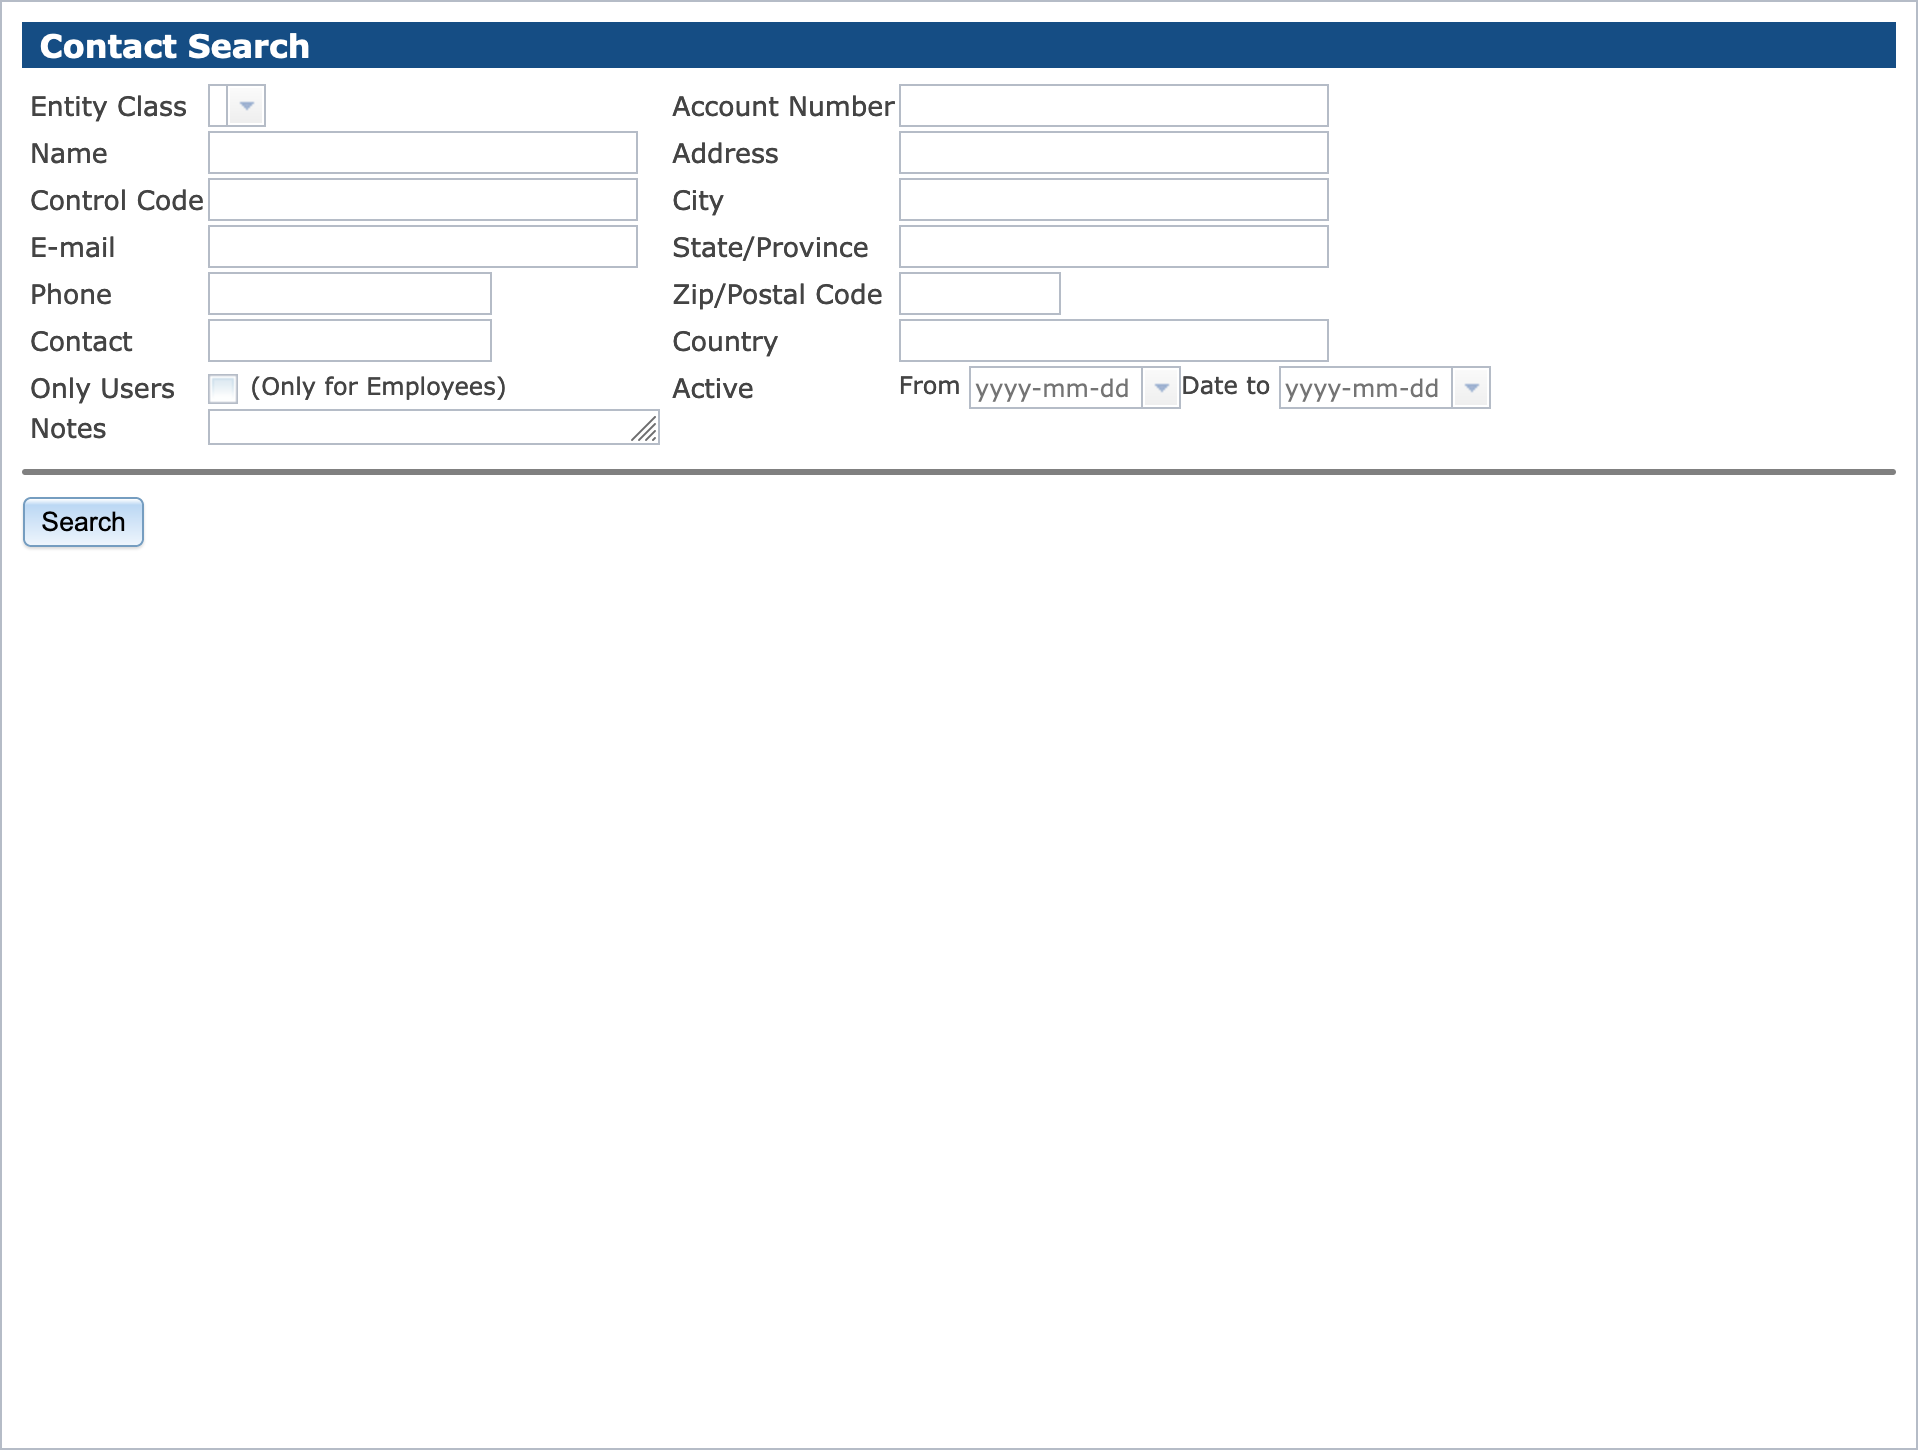 Contact Search
Entity Class
Account Number
Name
Address
Control Code
City
E-mail
State/Province
Phone
Zip/Postal Code
Contact
Country
Only Users (Only for Employees)
Active From yyyy-mm-dd Date to yyyy-mm-dd
Notes
Search